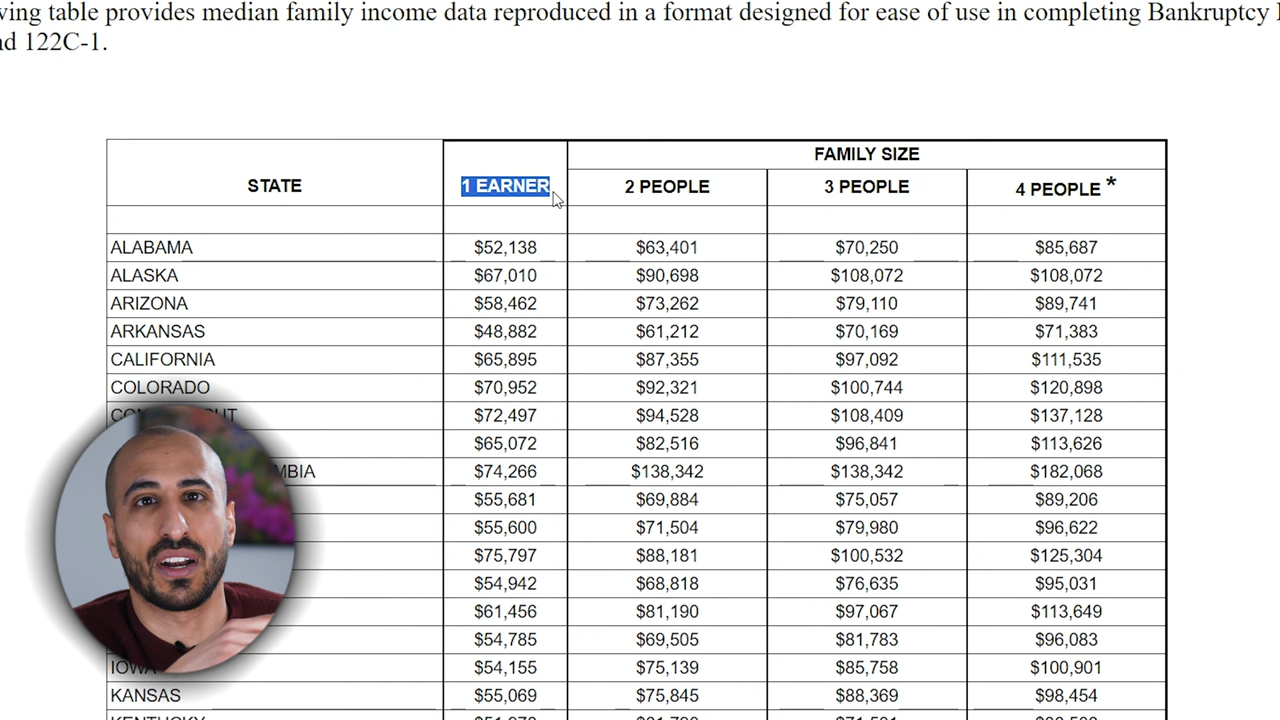 ving table provides median family income data reproduced in a format designed for ease of use in completing Bankruptcy
nd 122C-1.
FAMILY SIZE
STATE 1 EARNER 2 PEOPLE 3 PEOPLE 4 PEOPLE *
ALABAMA $52,138 $63,401 $70,250 $85,687
ALASKA $67,010 $90,698 $108,072 $108,072
ARIZONA $58,462 $73,262 $79,110 $89,741
ARKANSAS $48,882 $61,212 $70,169 $71,383
CALIFORNIA $65,895 $87,355 $97,092 $111,535
COLORADO $70,952 $92,321 $100,744 $120,898
$72,497 $94,528 $108,409 $137,128
$65,072 $82,516 $96,841 $113,626
MBIA $74,266 $138,342 $138,342 $182,068
$55,681 $69,884 $75,057 $89,206
$55,600 $71,504 $79,980 $96,622
$75,797 $88,181 $100,532 $125,304
$54,942 $68,818 $76,635 $95,031
$61,456 $81,190 $97,067 $113,649
$54,785 $69,505 $81,783 $96,083
IOWA $54,155 $75,139 $85,758 $100,901
KANSAS $55,069 $75,845 $88,369 $98,454
KENTUCKY